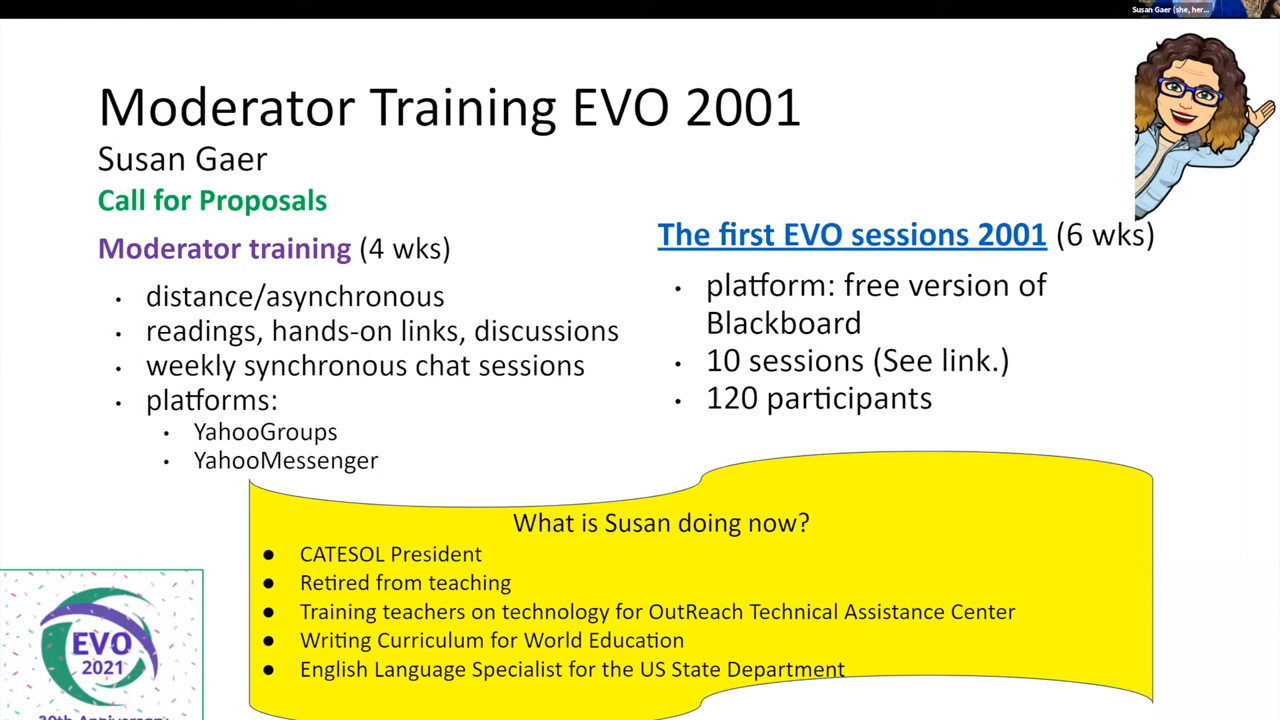 Susan Gaer (she, her...
Moderator Training EVO 2001
Susan Gaer
Call for Proposals
Moderator training (4 wks)
• distance/asynchronous
• readings, hands-on links, discussions
• weekly synchronous chat sessions
• platforms:
• YahooGroups
• YahooMessenger
The first EVO sessions 2001 (6 wks)
• platform: free version of
Blackboard
• 10 sessions (See link.)
• 120 participants
What is Susan doing now?
● CATESOL President
● Retired from teaching
● Training teachers on technology for OutReach Technical Assistance Center
● Writing Curriculum for World Education
● English Language Specialist for the US State Department
EVO
2021
Anniversary